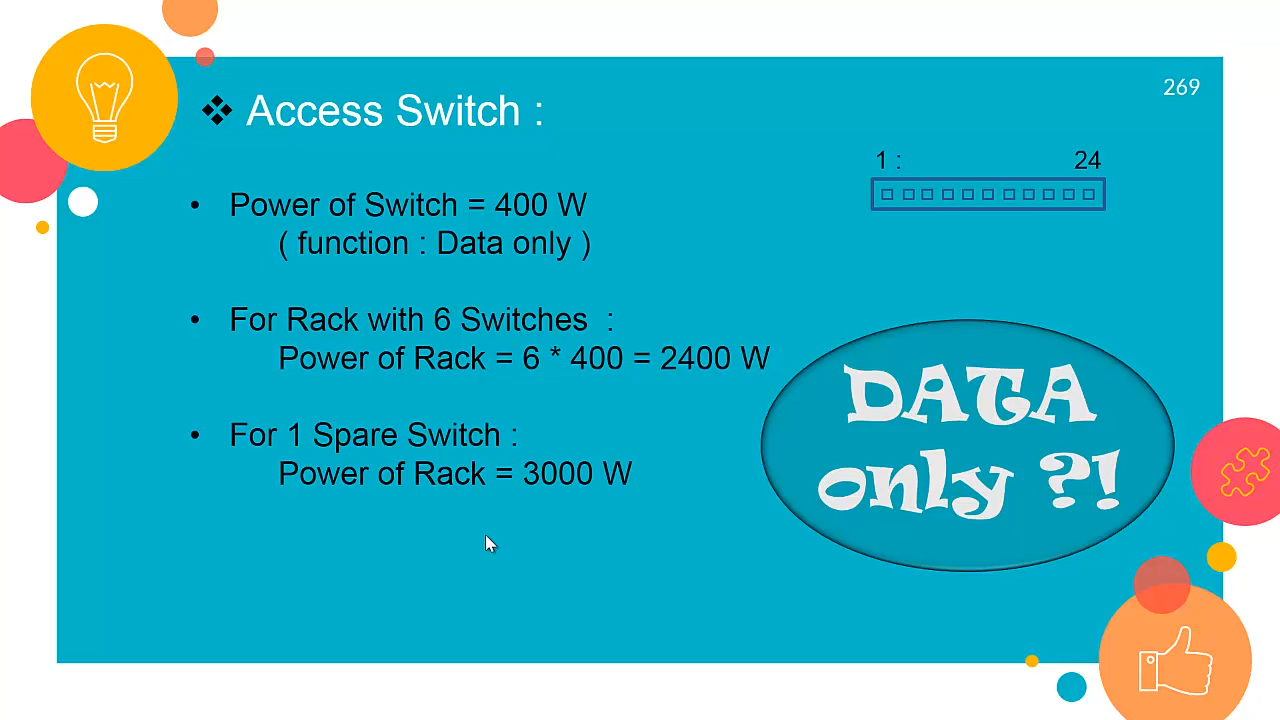 269
❖ Access Switch :
1 : 24
• Power of Switch = 400 W
( function : Data only )
• For Rack with 6 Switches :
Power of Rack = 6 * 400 = 2400 W
• For 1 Spare Switch :
Power of Rack = 3000 W
DATA
only ?!